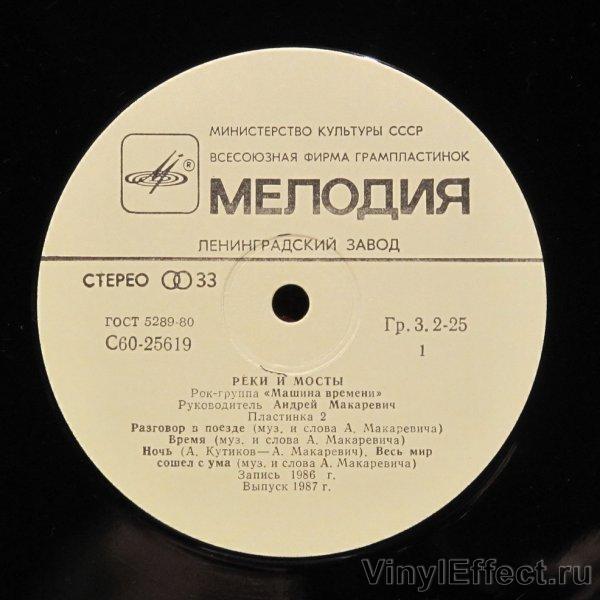 МИНИСТЕРСТВО КУЛЬТУРЫ СССР
ВСЕСОЮЗНАЯ ФИРМА ГРАМПЛАСТИНОК
®
МЕЛОДИЯ
ЛЕНИНГРАДСКИЙ ЗАВОД
СТЕРЕО 33
ГОСТ 5289-80
Гр. 3. 2-25
С60-25619
1
РЕКИ И МОСТЫ
Рок-группа «Машина времени»
Руководитель Андрей Макаревич
Пластинка 2
Разговор в поезде (муз. и слова А. Макаревича)
Время (муз. и слова А. Макаревича)
Ночь (А. Кутиков—А. Макаревич). Весь мир
сошел с ума (муз. и слова А. Макаревича)
Запись 1986 г.
Выпуск 1987 г.
VinylEffect.ru